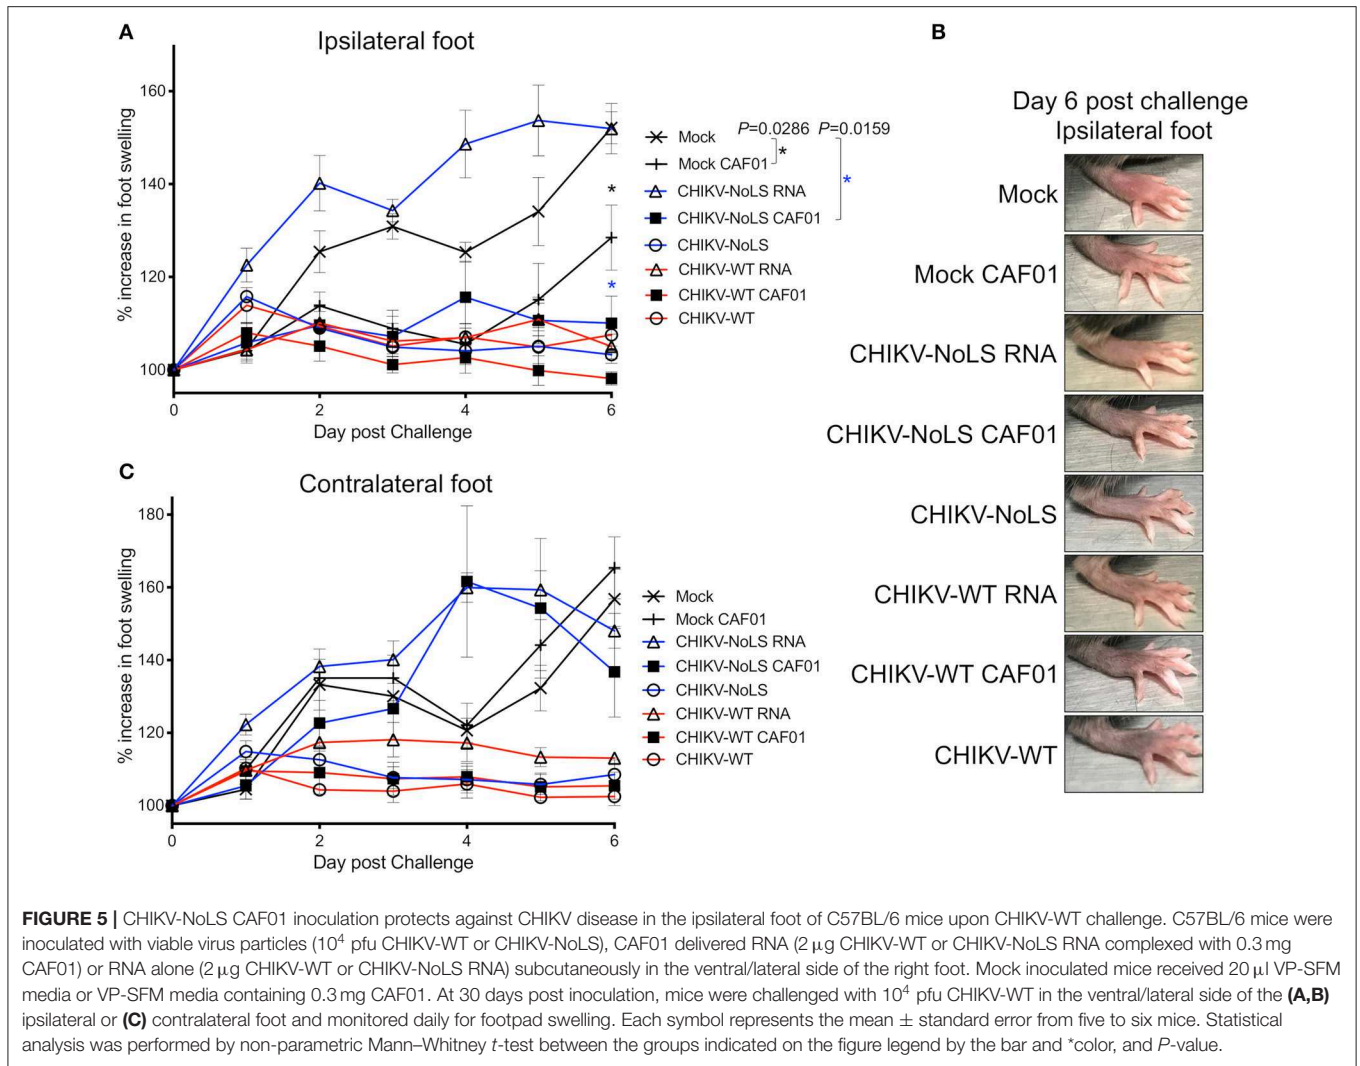 A
Ipsilateral foot
160
140
120
100
% increase in foot swelling
0 2 4 6
Day post Challenge
*
*
Mock
Mock CAF01
CHIKV-NoLS RNA
CHIKV-NoLS CAF01
CHIKV-NoLS
CHIKV-WT RNA
CHIKV-WT CAF01
CHIKV-WT
P=0.0286 P=0.0159
*
*
B
Day 6 post challenge
Ipsilateral foot
Mock
Mock CAF01
CHIKV-NoLS RNA
CHIKV-NoLS CAF01
CHIKV-NoLS
CHIKV-WT RNA
CHIKV-WT CAF01
CHIKV-WT
C
Contralateral foot
180
160
140
120
100
% increase in foot swelling
0 2 4 6
Day post Challenge
Mock
Mock CAF01
CHIKV-NoLS RNA
CHIKV-NoLS CAF01
CHIKV-NoLS
CHIKV-WT RNA
CHIKV-WT CAF01
CHIKV-WT
FIGURE 5 | CHIKV-NoLS CAF01 inoculation protects against CHIKV disease in the ipsilateral foot of C57BL/6 mice upon CHIKV-WT challenge. C57BL/6 mice were
inoculated with viable virus particles (10⁴ pfu CHIKV-WT or CHIKV-NoLS), CAF01 delivered RNA (2 μg CHIKV-WT or CHIKV-NoLS RNA complexed with 0.3 mg
CAF01) or RNA alone (2 μg CHIKV-WT or CHIKV-NoLS RNA) subcutaneously in the ventral/lateral side of the right foot. Mock inoculated mice received 20 μl VP-SFM
media or VP-SFM media containing 0.3 mg CAF01. At 30 days post inoculation, mice were challenged with 10⁴ pfu CHIKV-WT in the ventral/lateral side of the (A,B)
ipsilateral or (C) contralateral foot and monitored daily for footpad swelling. Each symbol represents the mean ± standard error from five to six mice. Statistical
analysis was performed by non-parametric Mann–Whitney t-test between the groups indicated on the figure legend by the bar and *color, and P-value.